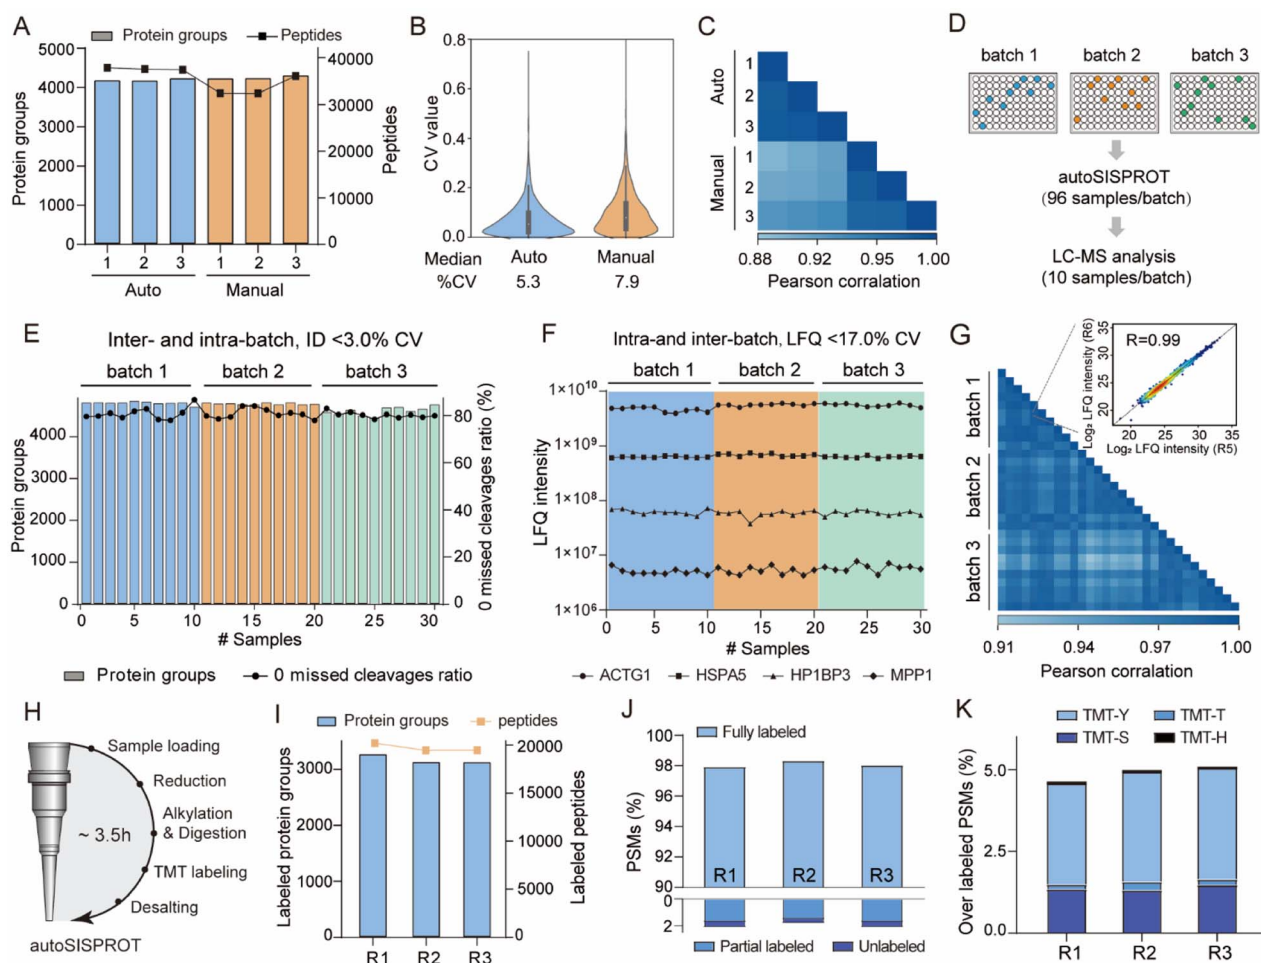 A
Protein groups
Peptides
5000
4000
3000
2000
1000
0
Protein groups
40000
30000
20000
10000
0
Peptides
1 2 3 1 2 3
Auto Manual
B
0.8
0.6
0.4
0.2
0.0
CV value
Auto Manual
Median
%CV
5.3 7.9
C
Auto
1
2
3
Manual
1
2
3
0.88 0.92 0.95 1.00
Pearson corralation
D
batch 1 batch 2 batch 3
autoSISPROT
(96 samples/batch)
LC-MS analysis
(10 samples/batch)
E
Inter- and intra-batch, ID <3.0% CV
batch 1 batch 2 batch 3
4000
3000
2000
1000
0
Protein groups
80
60
40
20
0
0 missed cleavages ratio (%)
0 5 10 15 20 25 30
# Samples
Protein groups 0 missed cleavages ratio
F
Intra-and inter-batch, LFQ <17.0% CV
batch 1 batch 2 batch 3
1×10¹⁰
1×10⁹
1×10⁸
1×10⁷
1×10⁶
LFQ intensity
0 5 10 15 20 25 30
# Samples
ACTG1 HSPA5 HP1BP3 MPP1
G
35
30
25
20
Log₂ LFQ intensity (R6)
R=0.99
20 25 30 35
Log₂ LFQ intensity (R5)
batch 1
batch 2
batch 3
0.91 0.94 0.97 1.00
Pearson corralation
H
Sample loading
Reduction
Alkylation
& Digestion
~ 3.5h
TMT labeling
Desalting
autoSISPROT
I
Protein groups peptides
3000
2000
1000
0
Labeled protein groups
20000
15000
10000
5000
0
Labeled peptides
R1 R2 R3
J
Fully labeled
100
98
96
94
92
90
0
2
PSMs (%)
R1 R2 R3
Partial labeled Unlabeled
K
TMT-Y TMT-T
TMT-S TMT-H
5.0
2.5
0.0
Over labeled PSMs (%)
R1 R2 R3